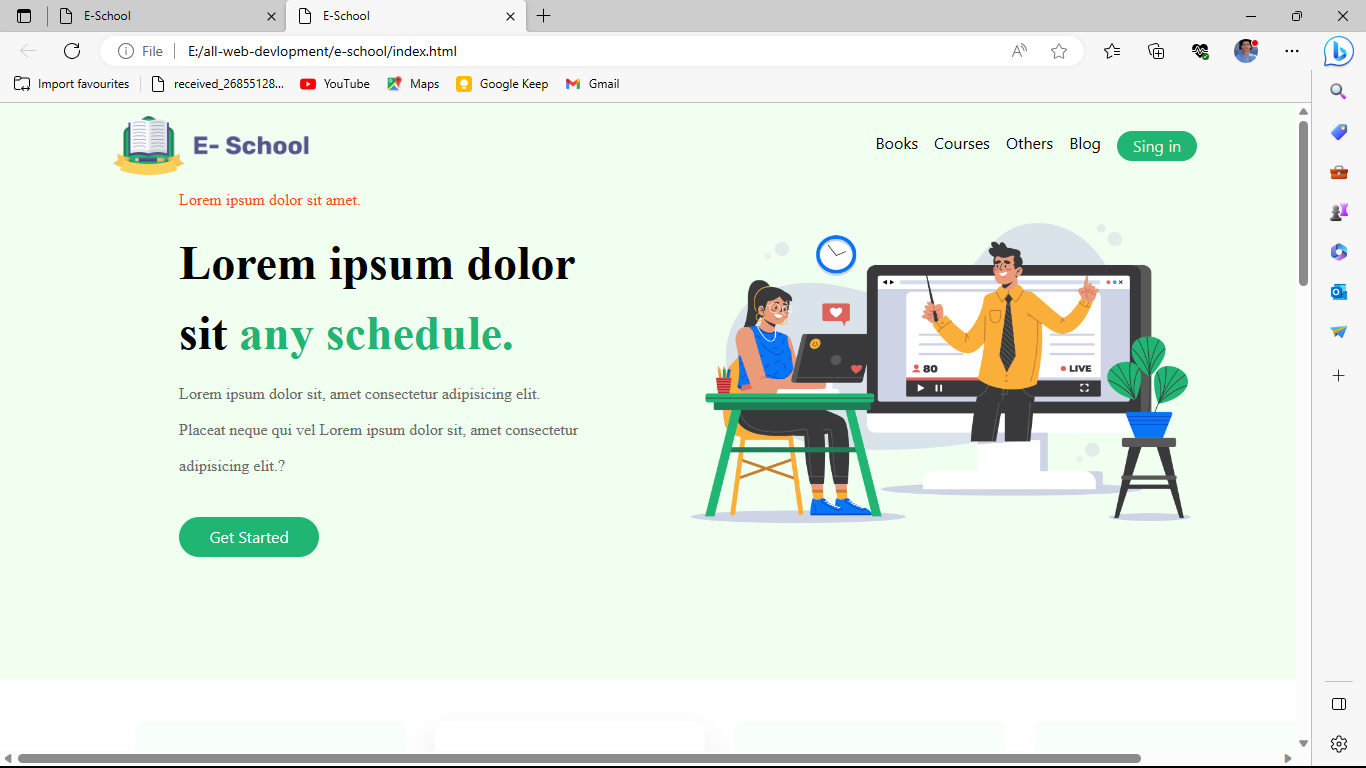 E-School
E-School
File
E:/all-web-devlopment/e-school/index.html
Import favourites
received_26855128...
YouTube
Maps
Google Keep
Gmail
E- School
Books
Courses
Others
Blog
Sing in
Lorem ipsum dolor sit amet.
Lorem ipsum dolor
sit any schedule.
Lorem ipsum dolor sit, amet consectetur adipisicing elit.
Placeat neque qui vel Lorem ipsum dolor sit, amet consectetur
adipisicing elit.?
Get Started
80
LIVE